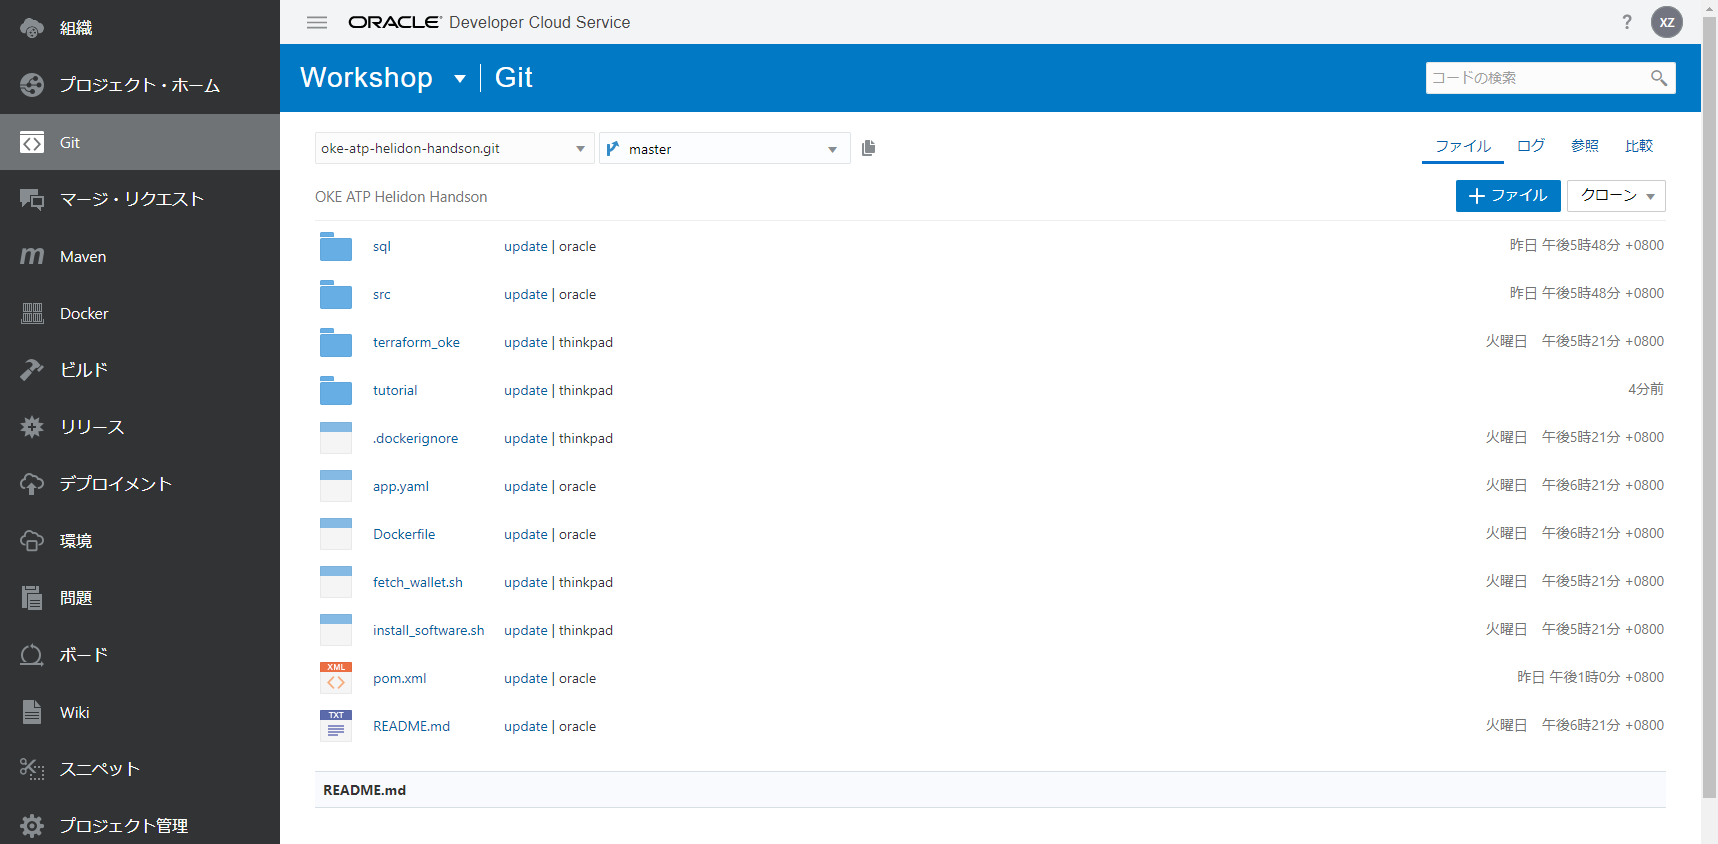 組織
プロジェクト・ホーム
Git
マージ・リクエスト
Maven
Docker
ビルド
リリース
デプロイメント
環境
問題
ボード
Wiki
スニペット
プロジェクト管理
ORACLE Developer Cloud Service
? XZ
Workshop Git
コードの検索
oke-atp-helidon-handson.git master
ファイル ログ 参照 比較
OKE ATP Helidon Handson
+ ファイル クローン
sql update | oracle 昨日 午後5時48分 +0800
src update | oracle 昨日 午後5時48分 +0800
terraform_oke update | thinkpad 火曜日 午後5時21分 +0800
tutorial update | thinkpad 4分前
.dockerignore update | thinkpad 火曜日 午後5時21分 +0800
app.yaml update | oracle 火曜日 午後6時21分 +0800
Dockerfile update | oracle 火曜日 午後6時21分 +0800
fetch_wallet.sh update | thinkpad 火曜日 午後5時21分 +0800
install_software.sh update | thinkpad 火曜日 午後5時21分 +0800
XML pom.xml update | oracle 昨日 午後1時0分 +0800
TXT README.md update | oracle 火曜日 午後6時21分 +0800
README.md